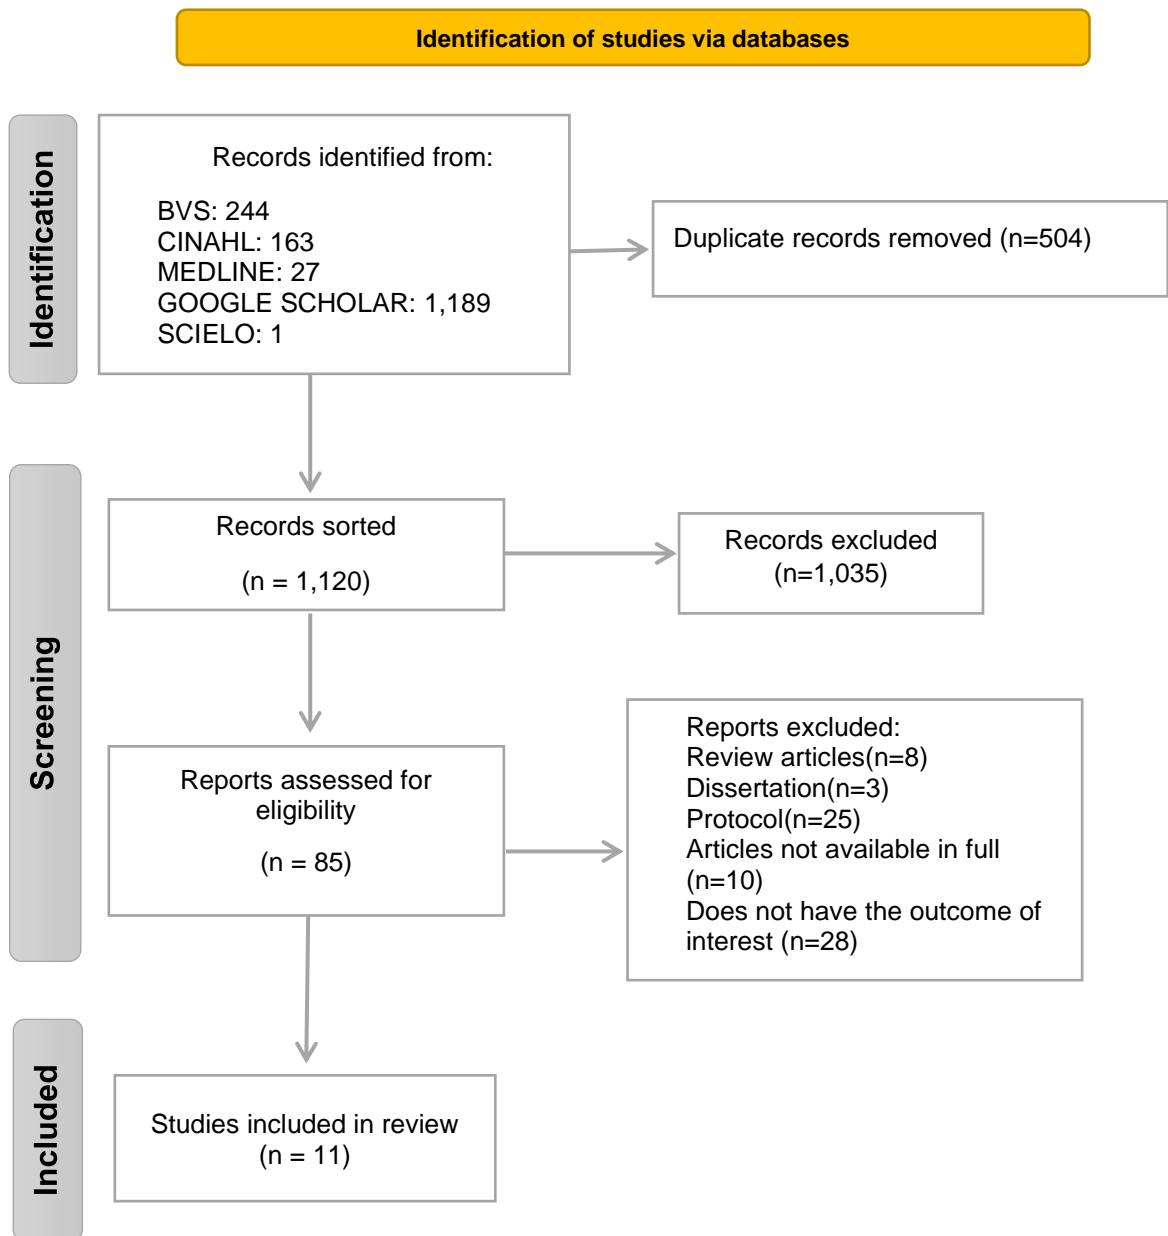 Identification of studies via databases
Identification
Records identified from:
BVS: 244
CINAHL: 163
MEDLINE: 27
GOOGLE SCHOLAR: 1,189
SCIELO: 1
Duplicate records removed (n=504)
Screening
Records sorted
(n = 1,120)
Records excluded
(n=1,035)
Reports assessed for
eligibility
(n = 85)
Reports excluded:
Review articles(n=8)
Dissertation(n=3)
Protocol(n=25)
Articles not available in full
(n=10)
Does not have the outcome of
interest (n=28)
Included
Studies included in review
(n = 11)